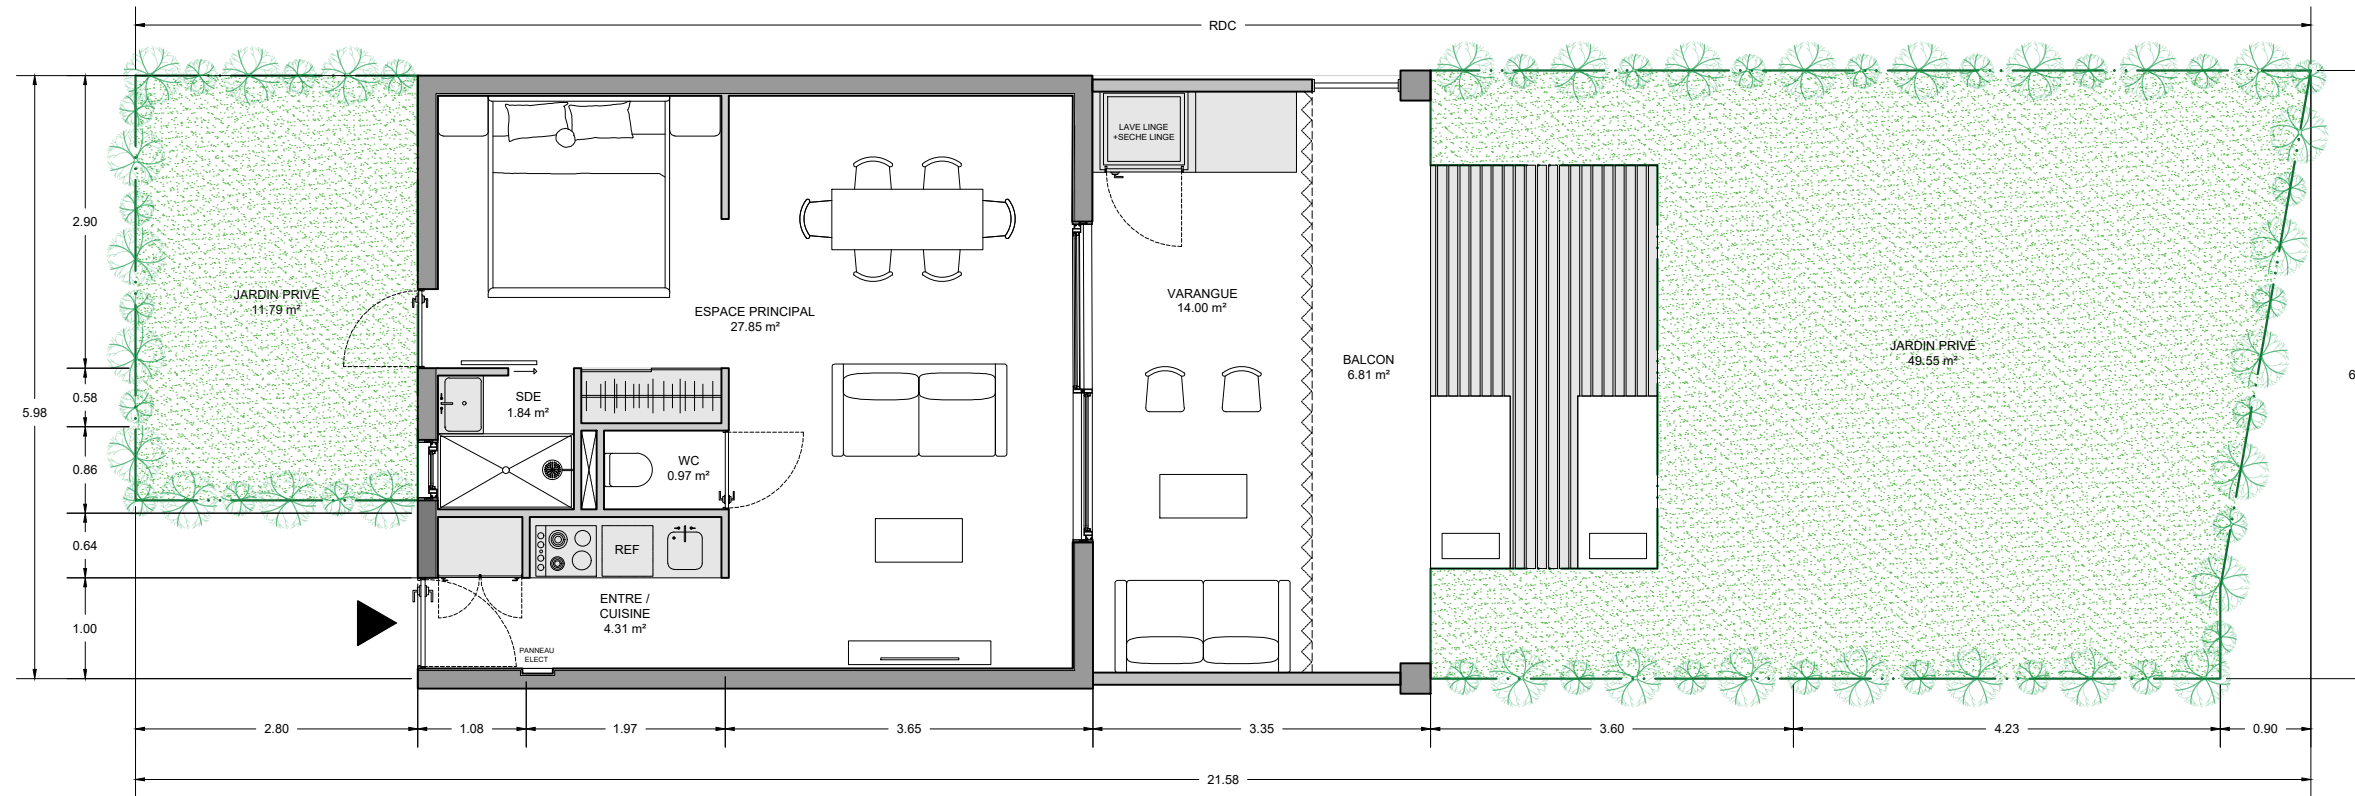 RDC
LAVE LINGE
+SECHE LINGE
2.90
JARDIN PRIVÉ
11.79 m²
ESPACE PRINCIPAL
27.85 m²
VARANGUE
14.00 m²
BALCON
6.81 m²
JARDIN PRIVÉ
49.55 m²
6
5.98
0.58
SDE
1.84 m²
0.86
WC
0.97 m²
0.64
REF
1.00
ENTRE /
CUISINE
4.31 m²
PANNEAU
ELECT
2.80
1.08
1.97
3.65
3.35
3.60
4.23
0.90
21.58